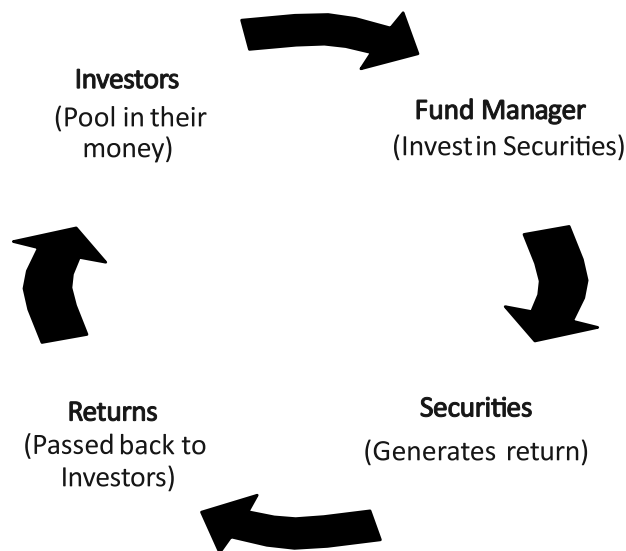 Investors
(Pool in their
money)
Fund Manager
(Invest in Securities)
Securities
(Generates return)
Returns
(Passed back to
Investors)